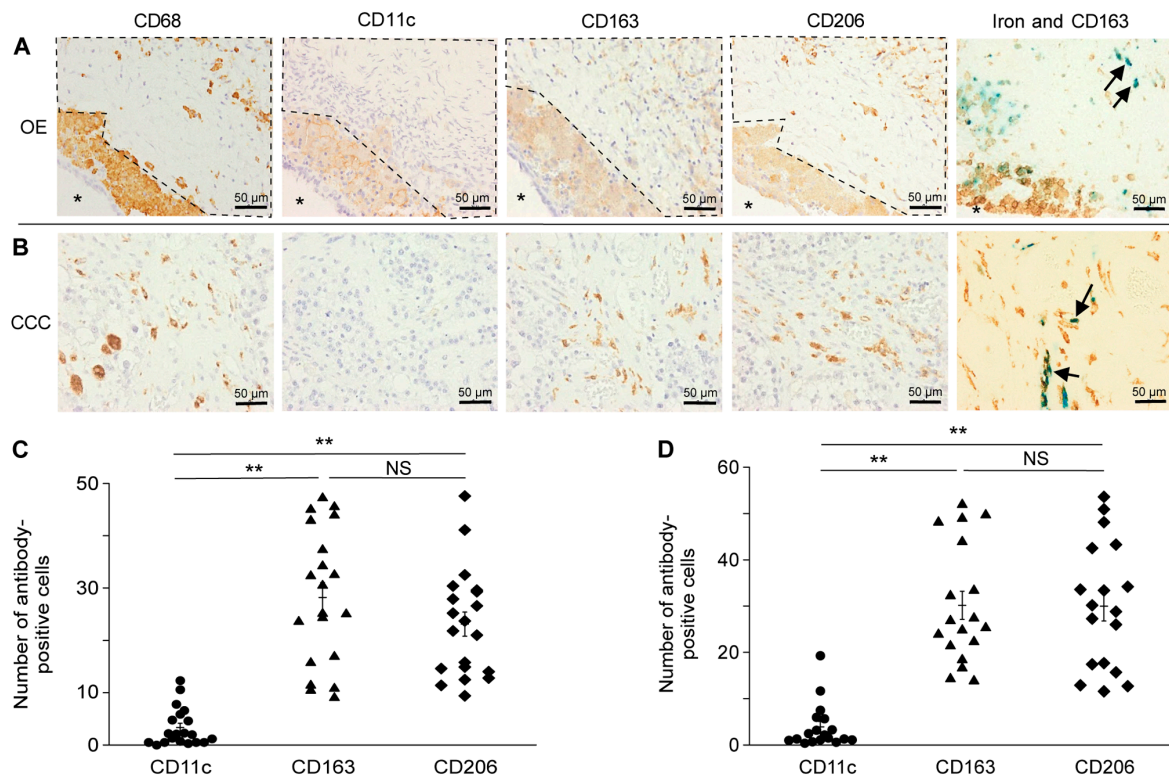 CD68 CD11c CD163 CD206 Iron and CD163
A
OE
* * * * *
50 µm 50 µm 50 µm 50 µm 50 µm
B
CCC
50 µm 50 µm 50 µm 50 µm 50 µm
C
**
** NS
Number of antibody-
positive cells
50
30
10
0
CD11c CD163 CD206
D
**
** NS
Number of antibody-
positive cells
60
40
20
0
CD11c CD163 CD206